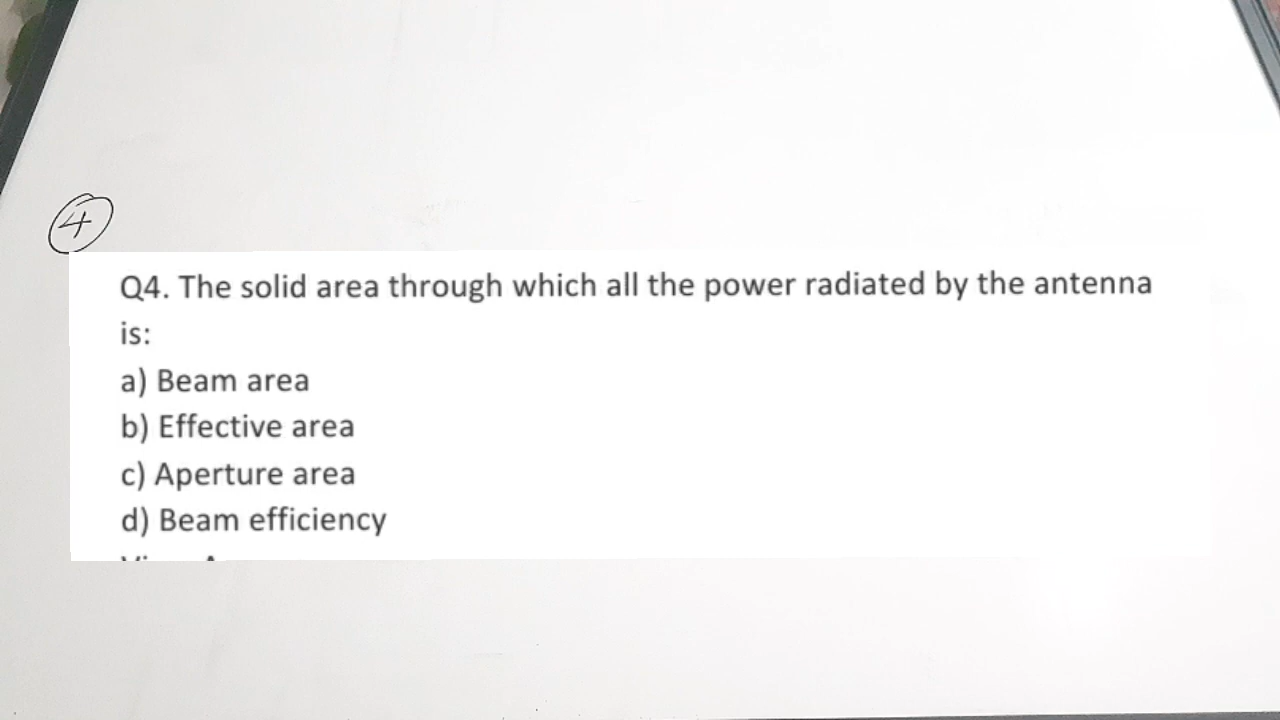 4
Q4. The solid area through which all the power radiated by the antenna
is:
a) Beam area
b) Effective area
c) Aperture area
d) Beam efficiency